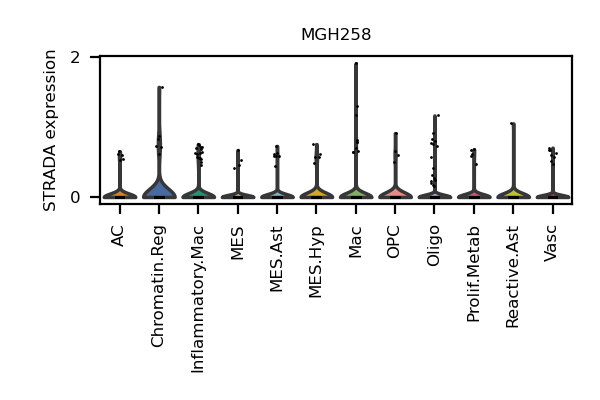 MGH258
STRADA expression
2
0
AC
Chromatin.Reg
Inflammatory.Mac
MES
MES.Ast
MES.Hyp
Mac
OPC
Oligo
Prolif.Metab
Reactive.Ast
Vasc